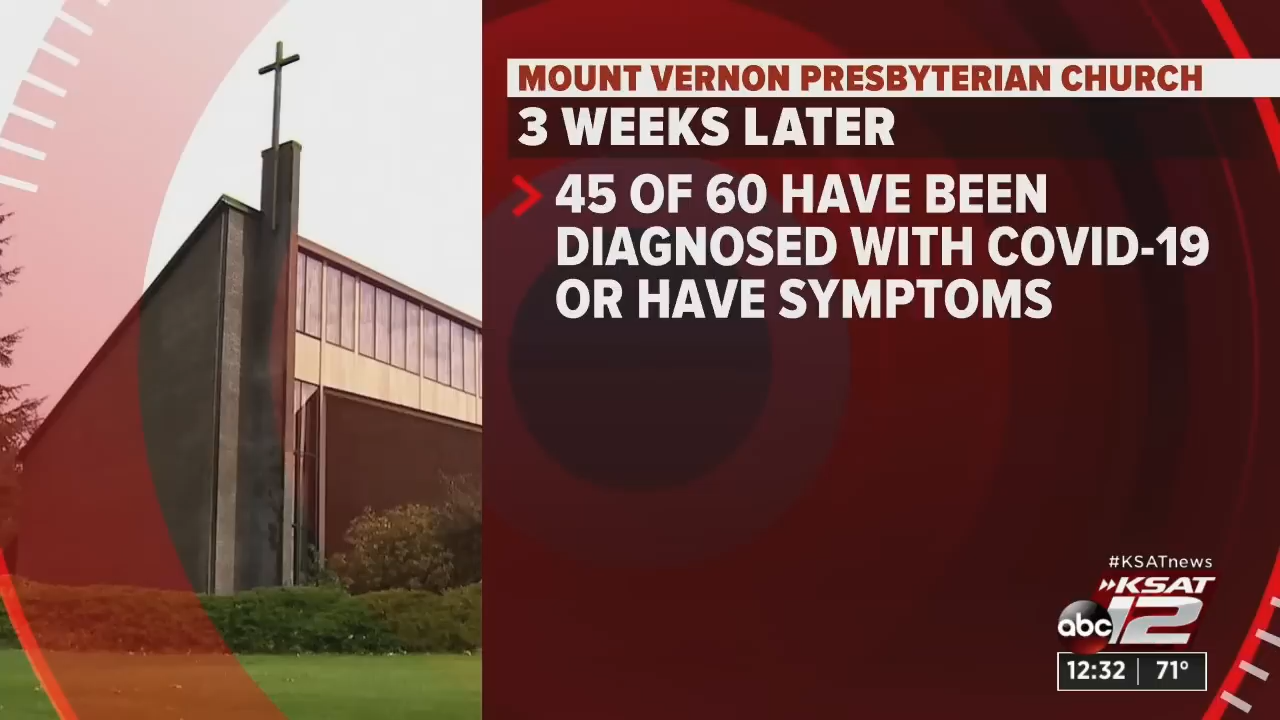 MOUNT VERNON PRESBYTERIAN CHURCH
3 WEEKS LATER
45 OF 60 HAVE BEEN
DIAGNOSED WITH COVID-19
OR HAVE SYMPTOMS
#KSATnews
KSAT
abc 12
12:32 | 71°